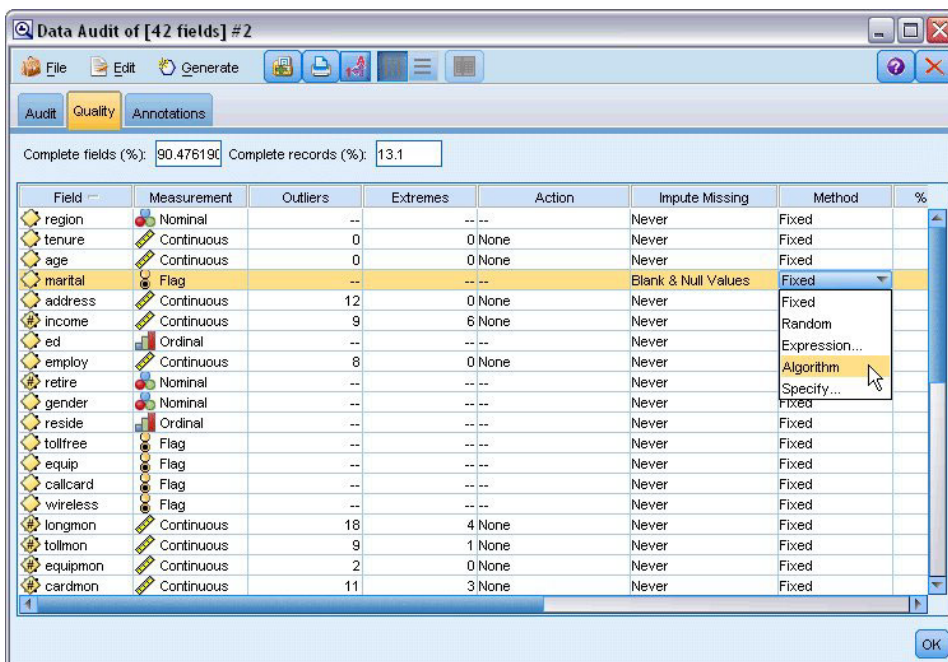 Data Audit of [42 fields] #2
File Edit Generate
Audit Quality Annotations
Complete fields (%): 90.476190 Complete records (%): 13.1
Field Measurement Outliers Extremes Action Impute Missing Method %
region Nominal -- -- -- Never Fixed
tenure Continuous 0 0 None Never Fixed
age Continuous 0 0 None Never Fixed
marital Flag -- -- -- Blank & Null Values Fixed
address Continuous 12 0 None Never Fixed
income Continuous 9 6 None Never Random
ed Ordinal -- -- -- Never Expression...
employ Continuous 8 0 None Never Algorithm
retire Nominal -- -- -- Never Specify...
gender Nominal -- -- -- Never Fixed
reside Ordinal -- -- -- Never Fixed
tollfree Flag -- -- -- Never Fixed
equip Flag -- -- -- Never Fixed
callcard Flag -- -- -- Never Fixed
wireless Flag -- -- -- Never Fixed
longmon Continuous 18 4 None Never Fixed
tollmon Continuous 9 1 None Never Fixed
equipmon Continuous 2 0 None Never Fixed
cardmon Continuous 11 3 None Never Fixed
OK